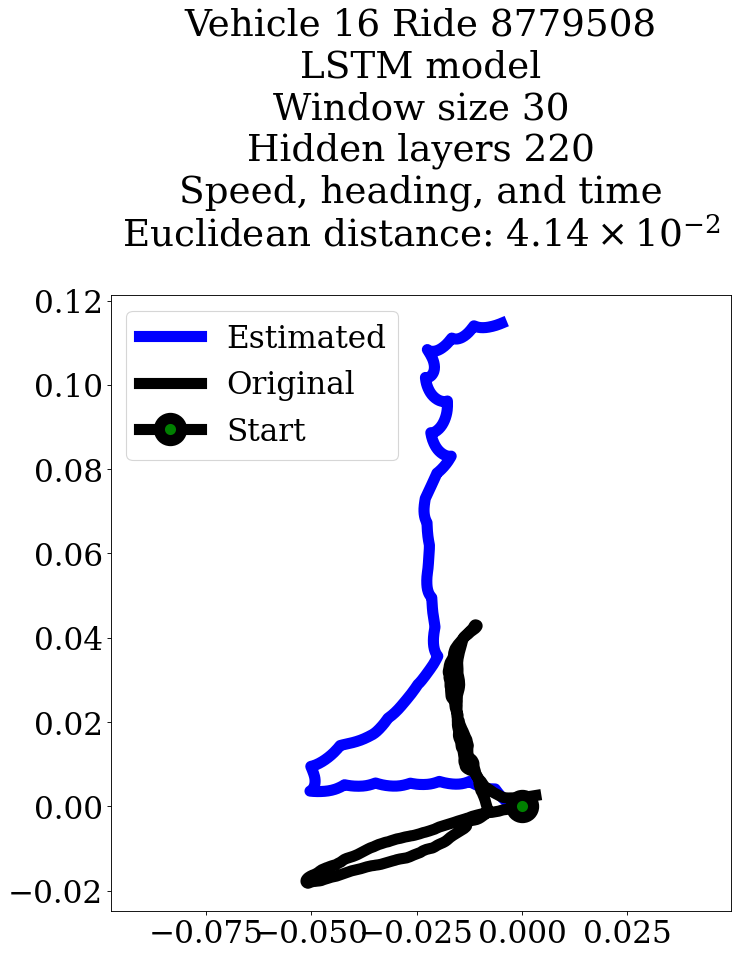 Vehicle 16 Ride 8779508
LSTM model
Window size 30
Hidden layers 220
Speed, heading, and time
Euclidean distance: 4.14 × 10⁻²
Estimated
Original
Start
0.12
0.10
0.08
0.06
0.04
0.02
0.00
−0.02
−0.075 −0.050 −0.025 0.000 0.025